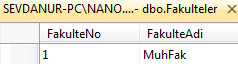 SEVDANUR-PC\NANO....- dbo.Fakulteler
FakulteNo FakulteAdi
1 MuhFak